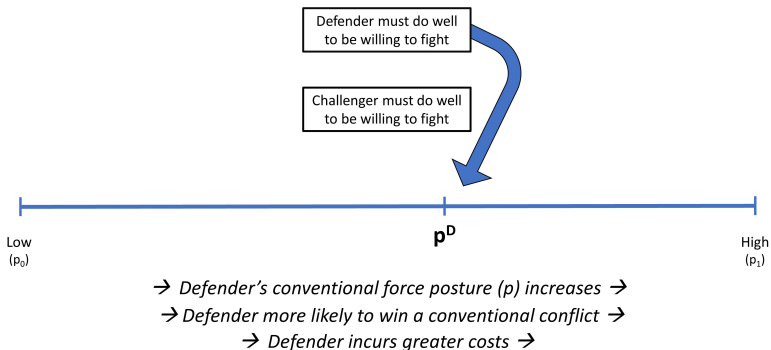 Defender must do well
to be willing to fight
Challenger must do well
to be willing to fight
p^D
Low
(p₀)
High
(p₁)
→ Defender's conventional force posture (p) increases →
→ Defender more likely to win a conventional conflict →
→ Defender incurs greater costs →